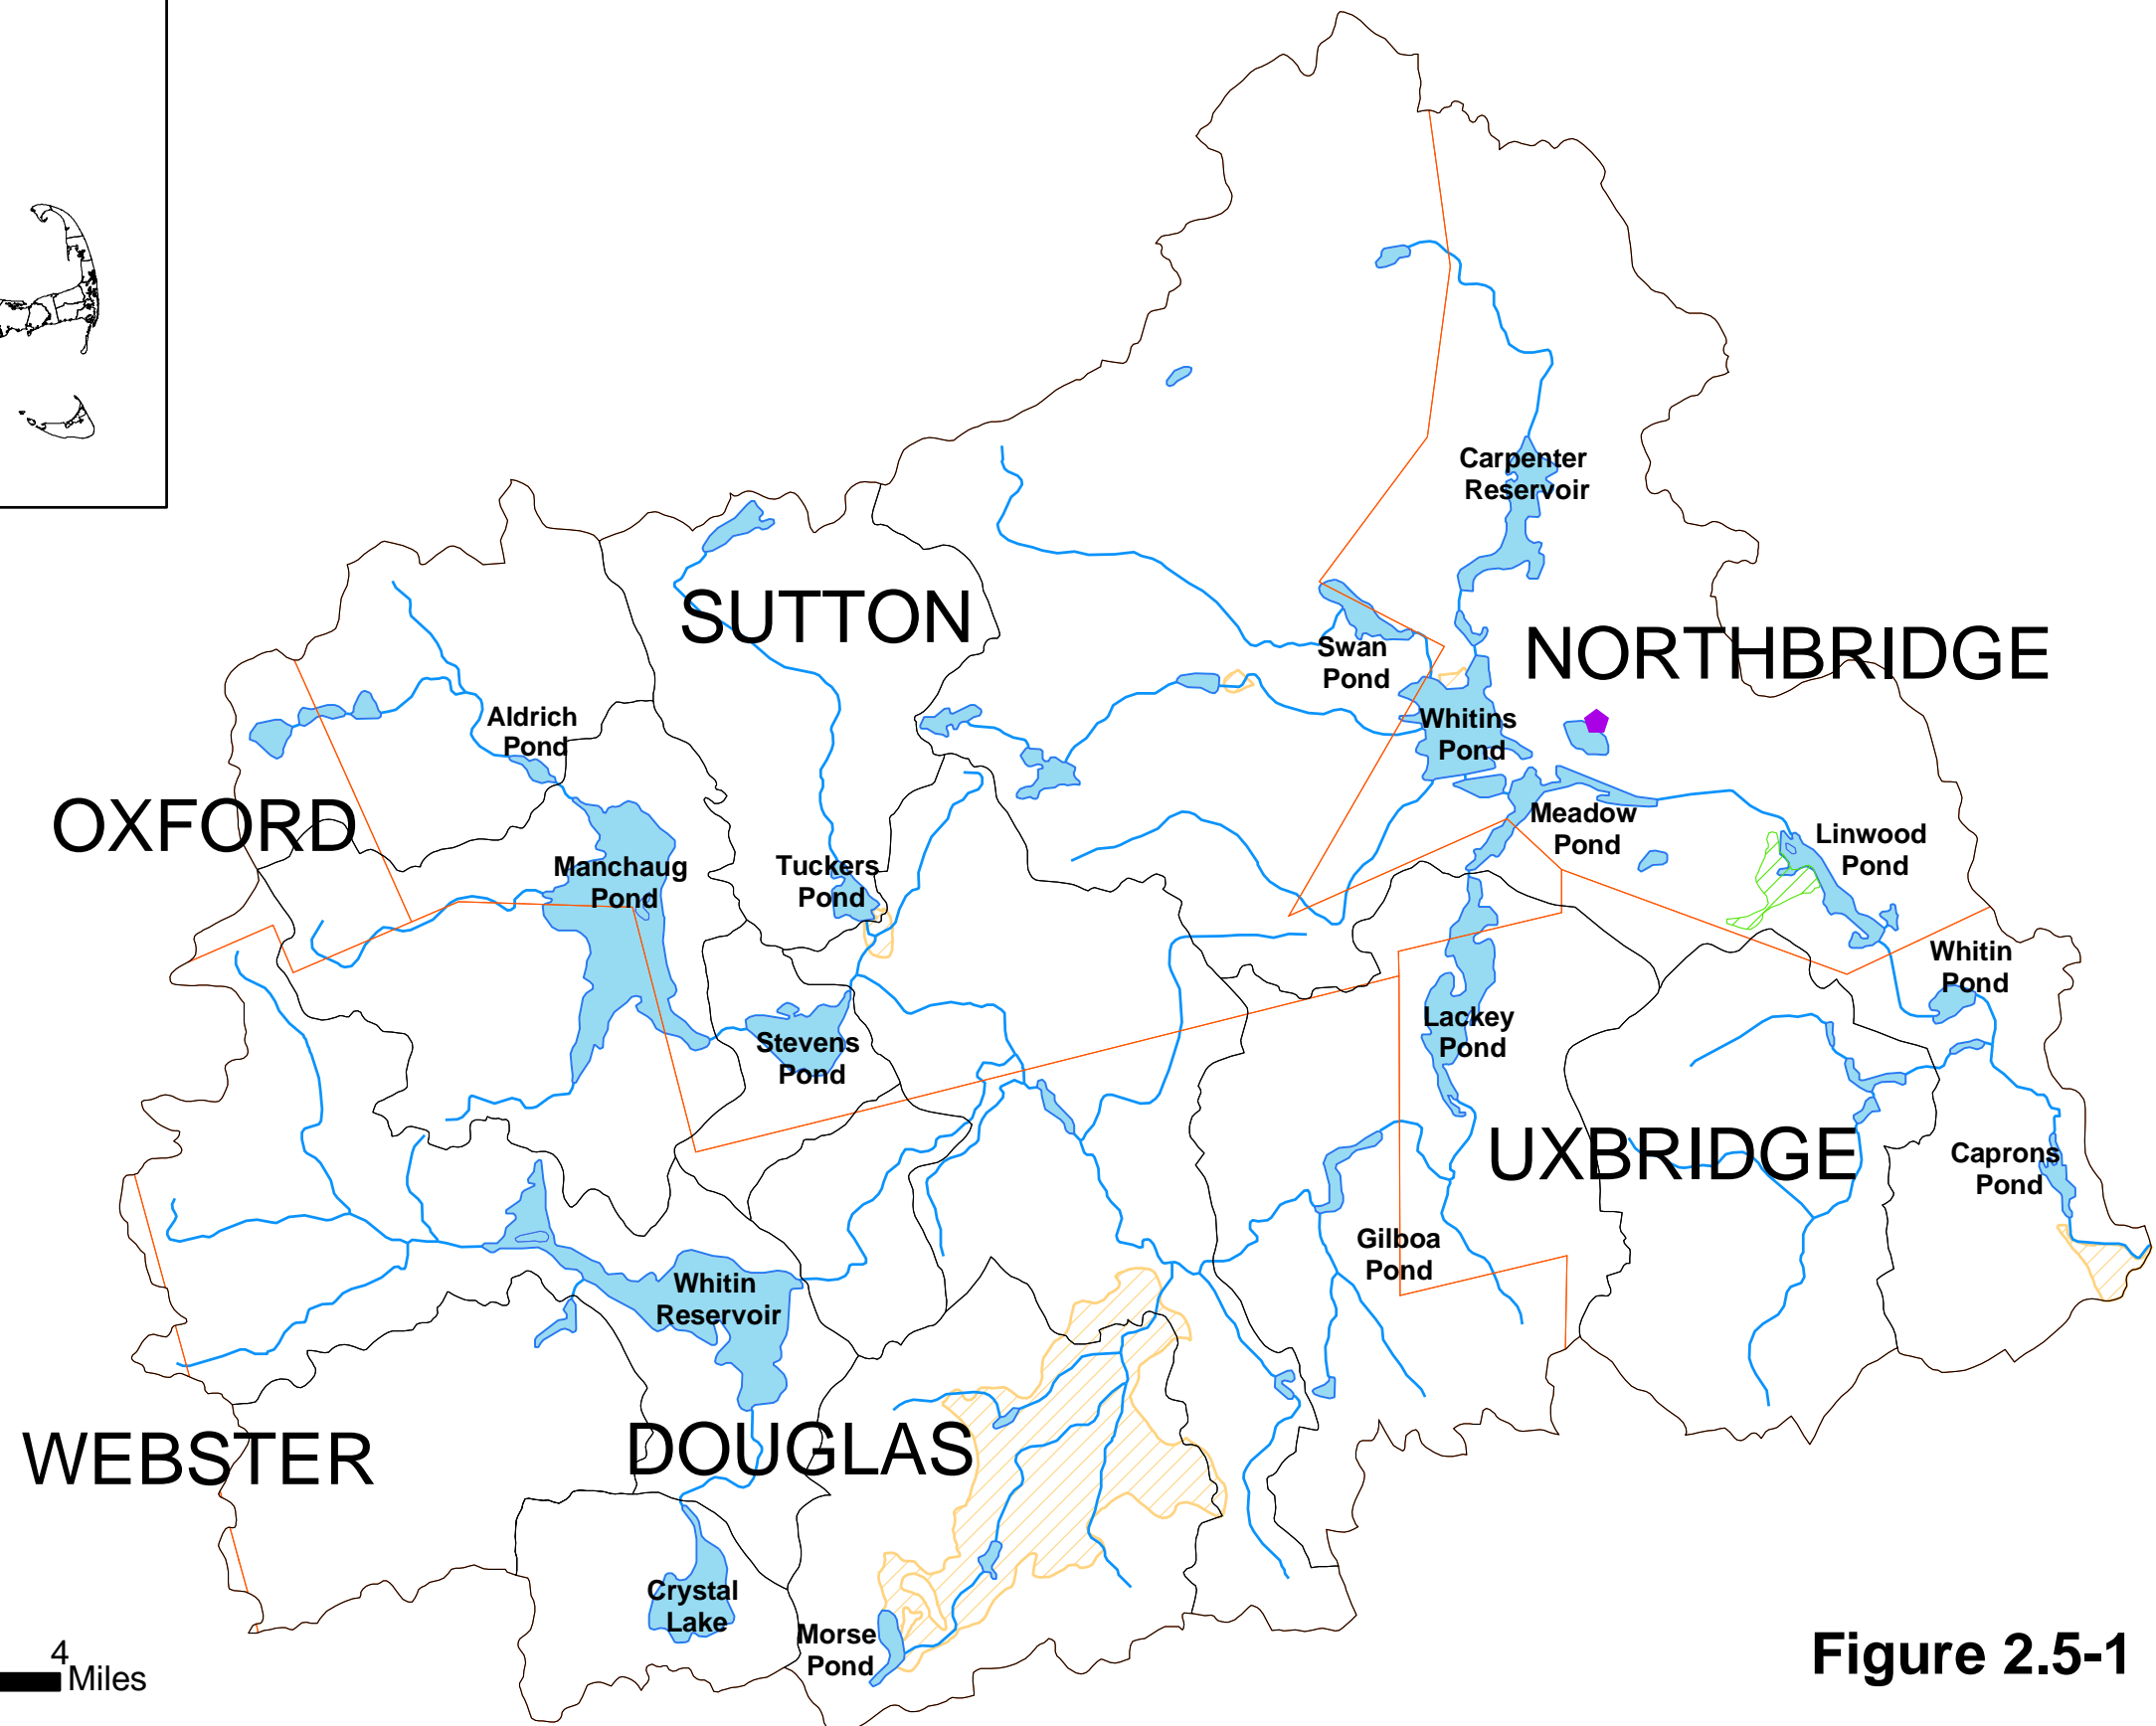 Carpenter
Reservoir
SUTTON
NORTHBRIDGE
Swan
Pond
Aldrich
Pond
Whitins
Pond
OXFORD
Manchaug
Pond
Tuckers
Pond
Meadow
Pond
Linwood
Pond
Whitin
Pond
Stevens
Pond
Lackey
Pond
UXBRIDGE
Caprons
Pond
Gilboa
Pond
Whitin
Reservoir
WEBSTER
DOUGLAS
Crystal
Lake
Morse
Pond
4
Miles
Figure 2.5-1